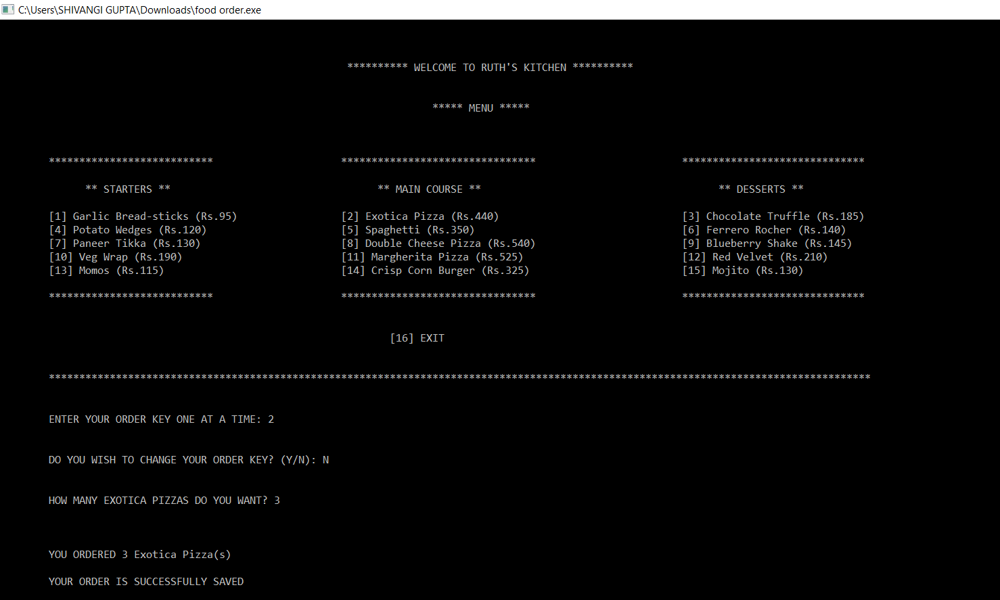 C:\Users\SHIVANGI GUPTA\Downloads\food order.exe
********** WELCOME TO RUTH'S KITCHEN **********
***** MENU *****
*************************** ******************************** ******************************
** STARTERS ** ** MAIN COURSE ** ** DESSERTS **
[1] Garlic Bread-sticks (Rs.95) [2] Exotica Pizza (Rs.440) [3] Chocolate Truffle (Rs.185)
[4] Potato Wedges (Rs.120) [5] Spaghetti (Rs.350) [6] Ferrero Rocher (Rs.140)
[7] Paneer Tikka (Rs.130) [8] Double Cheese Pizza (Rs.540) [9] Blueberry Shake (Rs.145)
[10] Veg Wrap (Rs.190) [11] Margherita Pizza (Rs.525) [12] Red Velvet (Rs.210)
[13] Momos (Rs.115) [14] Crisp Corn Burger (Rs.325) [15] Mojito (Rs.130)
*************************** ******************************** ******************************
[16] EXIT
***************************************************************************************************************************************
ENTER YOUR ORDER KEY ONE AT A TIME: 2
DO YOU WISH TO CHANGE YOUR ORDER KEY? (Y/N): N
HOW MANY EXOTICA PIZZAS DO YOU WANT? 3
YOU ORDERED 3 Exotica Pizza(s)
YOUR ORDER IS SUCCESSFULLY SAVED